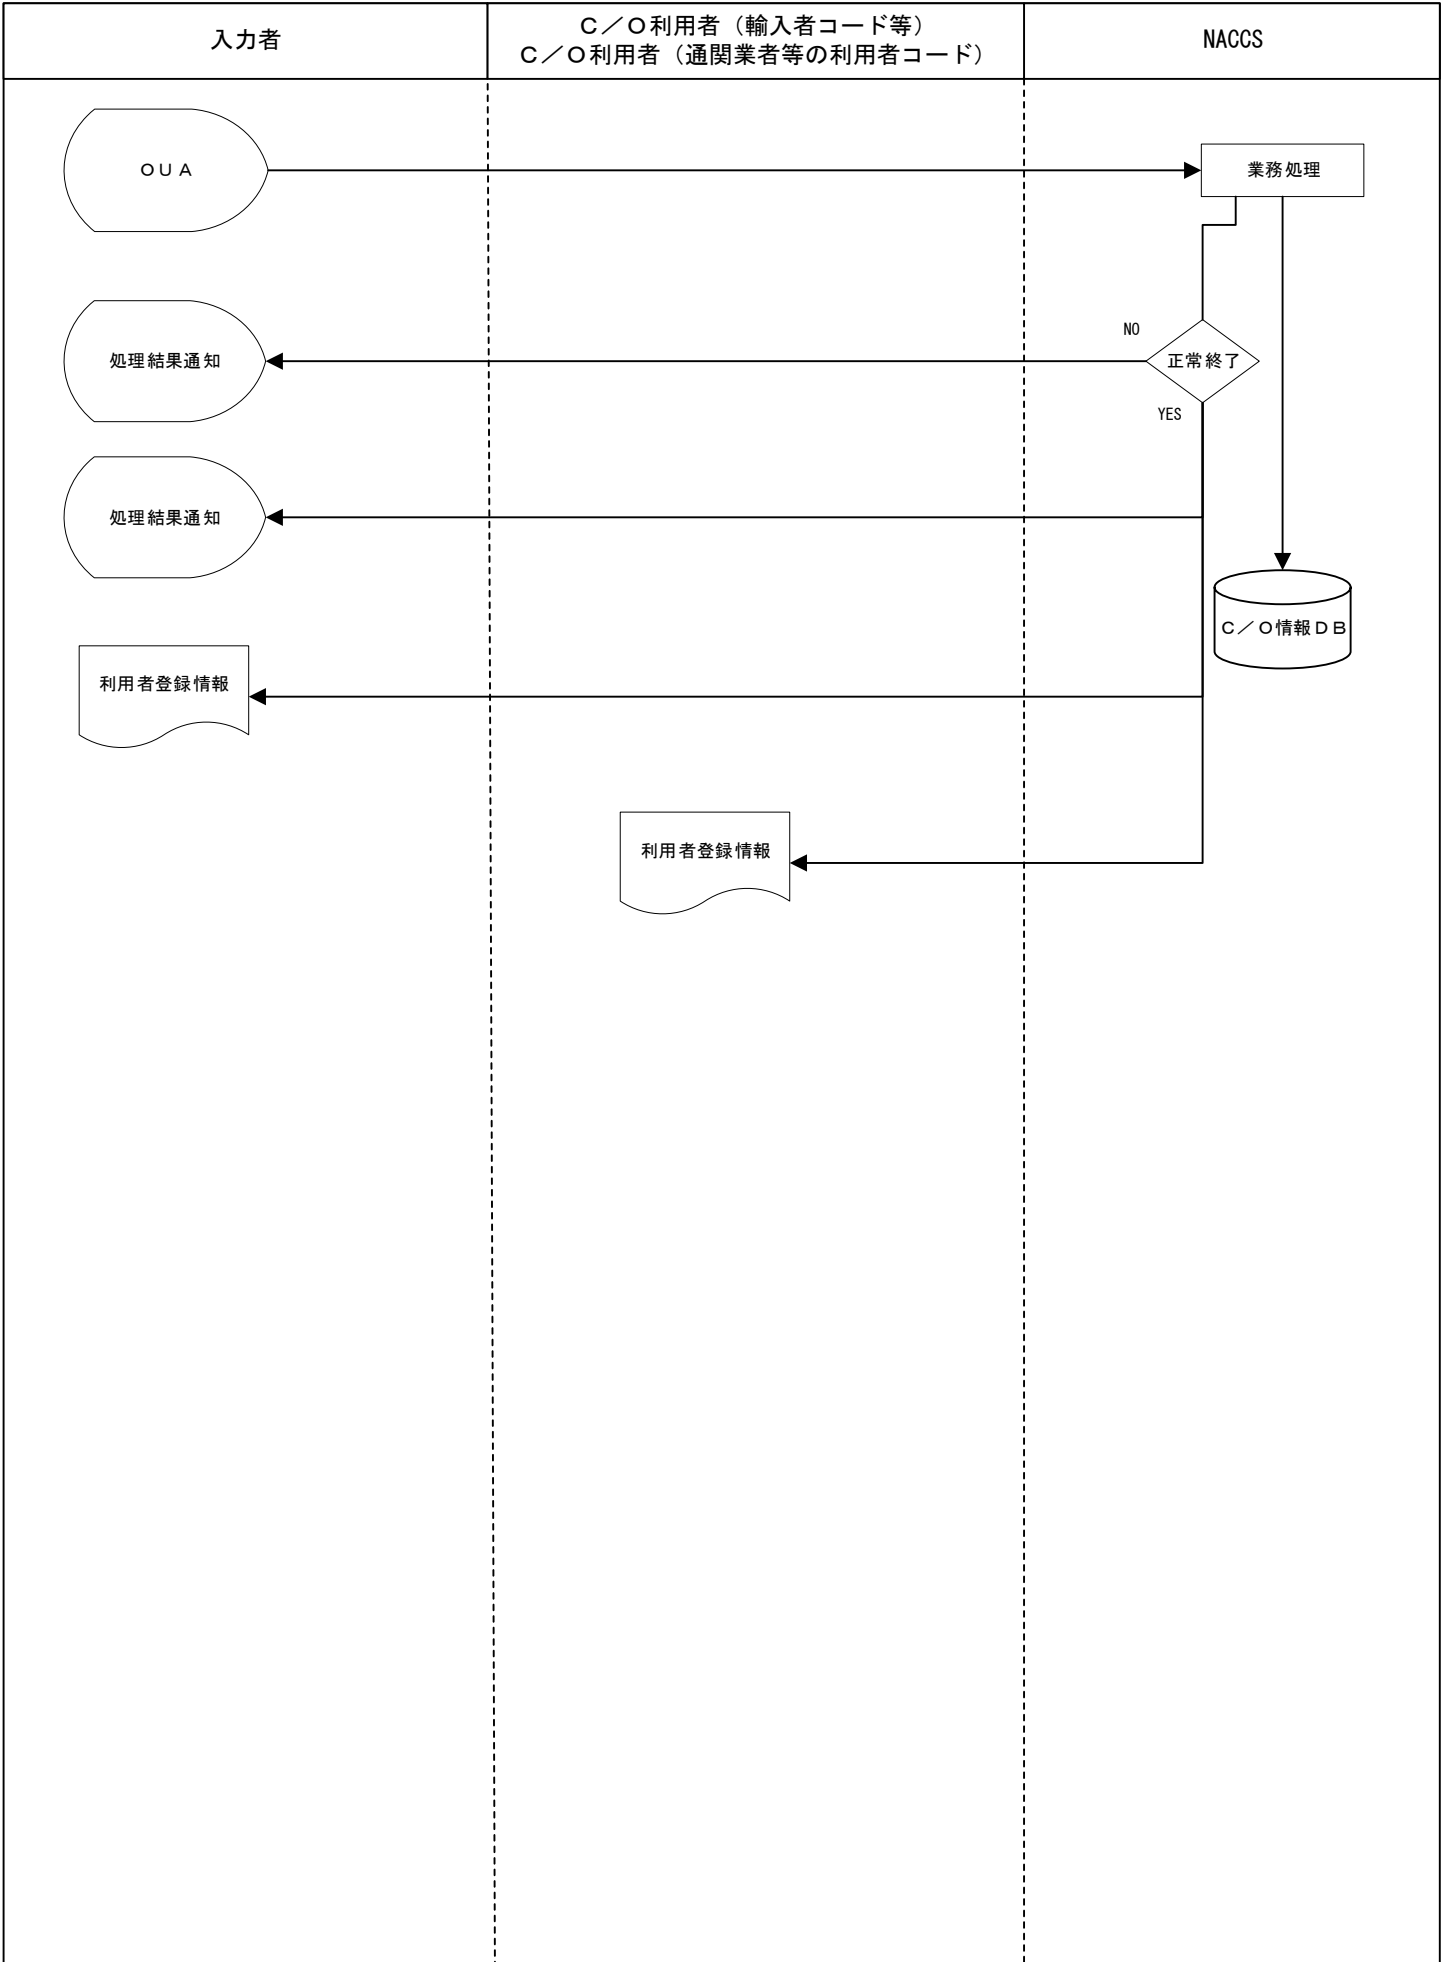 入力者
C／O利用者（輸入者コード等）
C／O利用者（通関業者等の利用者コード）
NACCS
OUA
業務処理
NO
処理結果通知
正常終了
YES
処理結果通知
C／O情報DB
利用者登録情報
利用者登録情報